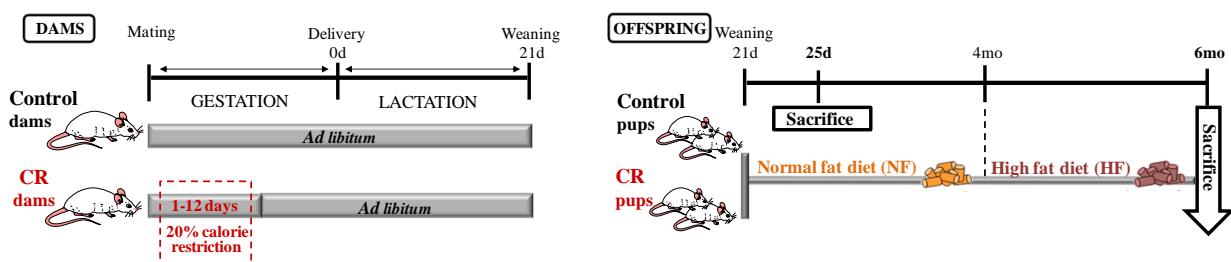 DAMS
Mating
Delivery
0d
Weaning
21d
GESTATION
LACTATION
Control
dams
Ad libitum
CR
dams
1-12 days
Ad libitum
20% calorie
restriction
OFFSPRING
Weaning
21d
25d
4mo
6mo
Control
pups
Sacrifice
Normal fat diet (NF)
High fat diet (HF)
CR
pups
Sacrifice